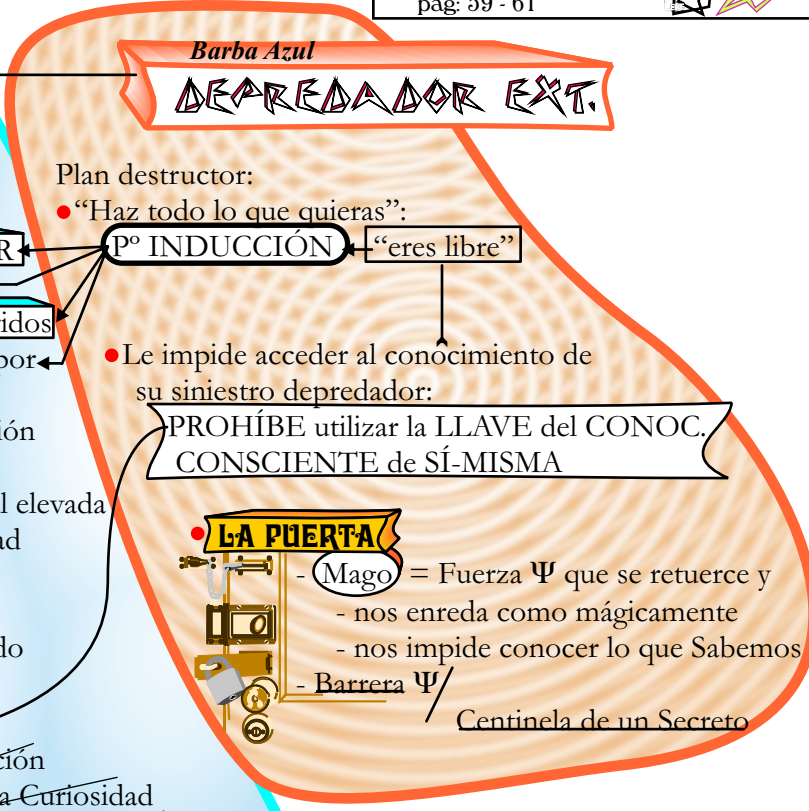 pág: 59 - 61
Barba Azul
DEPREDADOR EXT.
Plan destructor:
“Haz todo lo que quieras”:
R
Pº INDUCCIÓN
“eres libre”
ridos
por
Le impide acceder al conocimiento de
su siniestro depredador:
ión
PROHÍBE utilizar la LLAVE del CONOC.
CONSCIENTE de SÍ-MISMA
l elevada
ad
LA PUERTA
- Mago = Fuerza Ψ que se retuerce y
- nos enreda como mágicamente
do
- nos impide conocer lo que Sabemos
- Barrera Ψ/
Centinela de un Secreto
ción
a Curiosidad